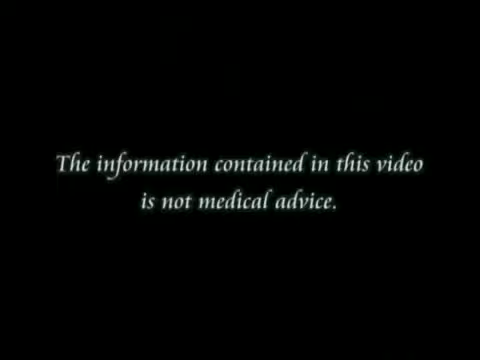 The information contained in this video
is not medical advice.